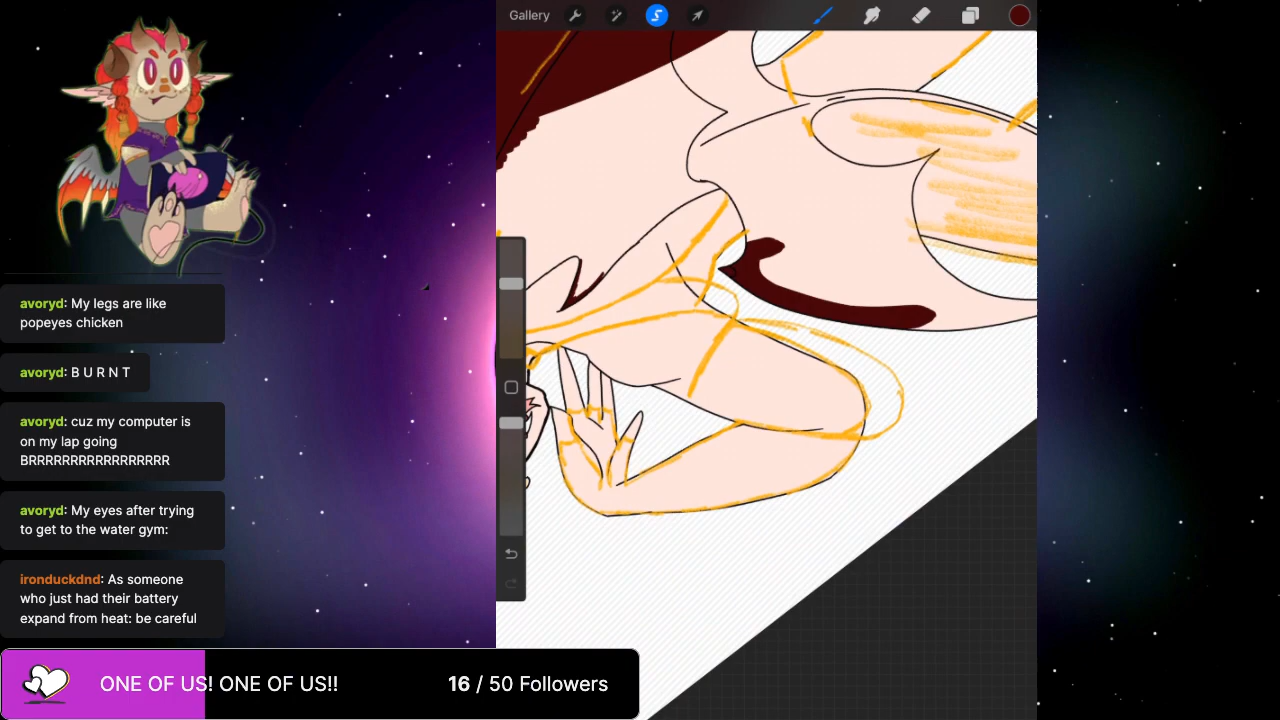 Gallery
avoryd: My legs are like
popeyes chicken
avoryd: B U R N T
avoryd: cuz my computer is
on my lap going
BRRRRRRRRRRRRRRRRR
avoryd: My eyes after trying
to get to the water gym:
ironduckdnd: As someone
who just had their battery
expand from heat: be careful
ONE OF US! ONE OF US!! 16 / 50 Followers